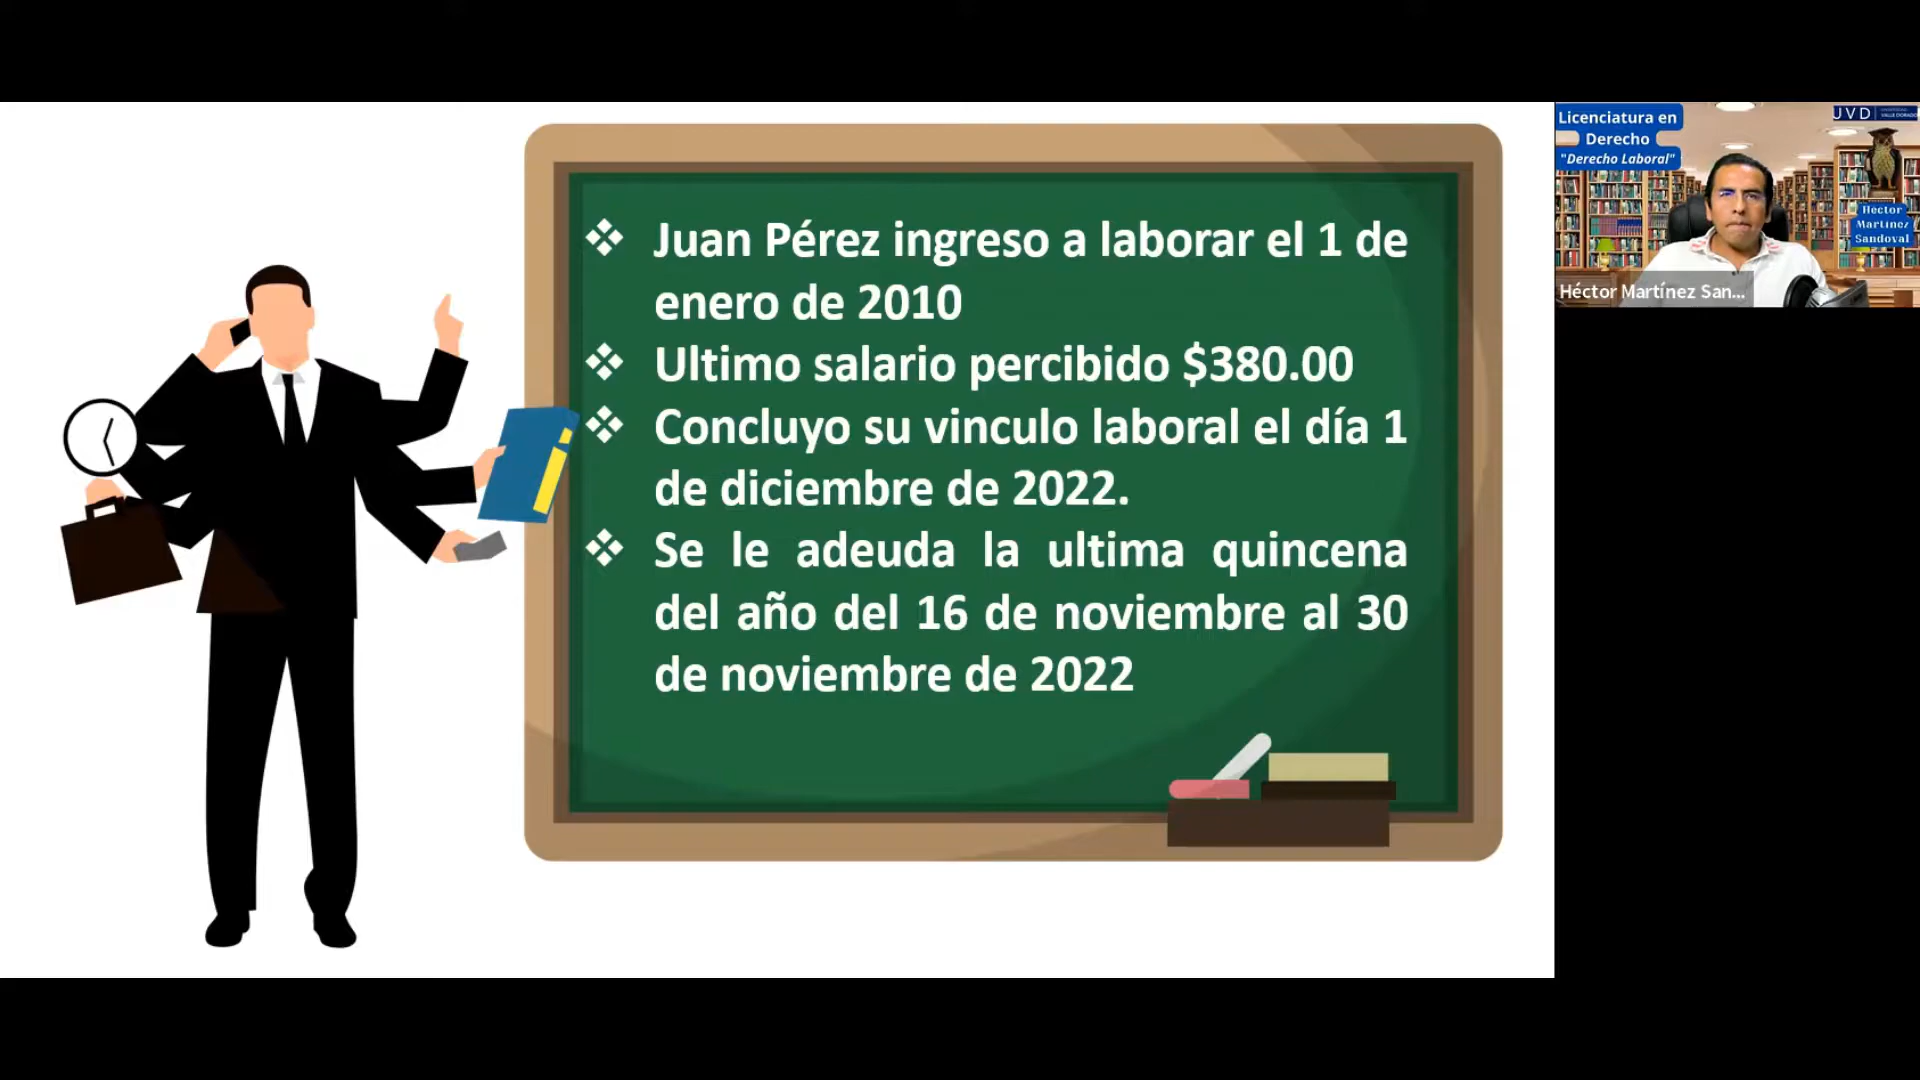 Juan Pérez ingreso a laborar el 1 de
enero de 2010
Ultimo salario percibido $380.00
Concluyo su vinculo laboral el día 1
de diciembre de 2022.
Se le adeuda la ultima quincena
del año del 16 de noviembre al 30
de noviembre de 2022
Licenciatura en
Derecho
"Derecho Laboral"
UVD
VALLE DORADO
Hector
Martinez
Sandoval
Héctor Martínez San...